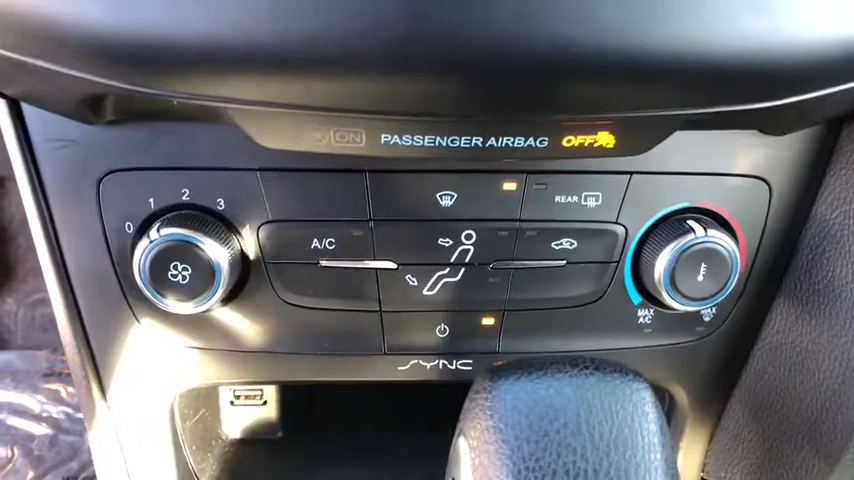 ON PASSENGER AIRBAG OFF
0 1 2 3
REAR
A/C
MAX A/C
MAX
SYNC